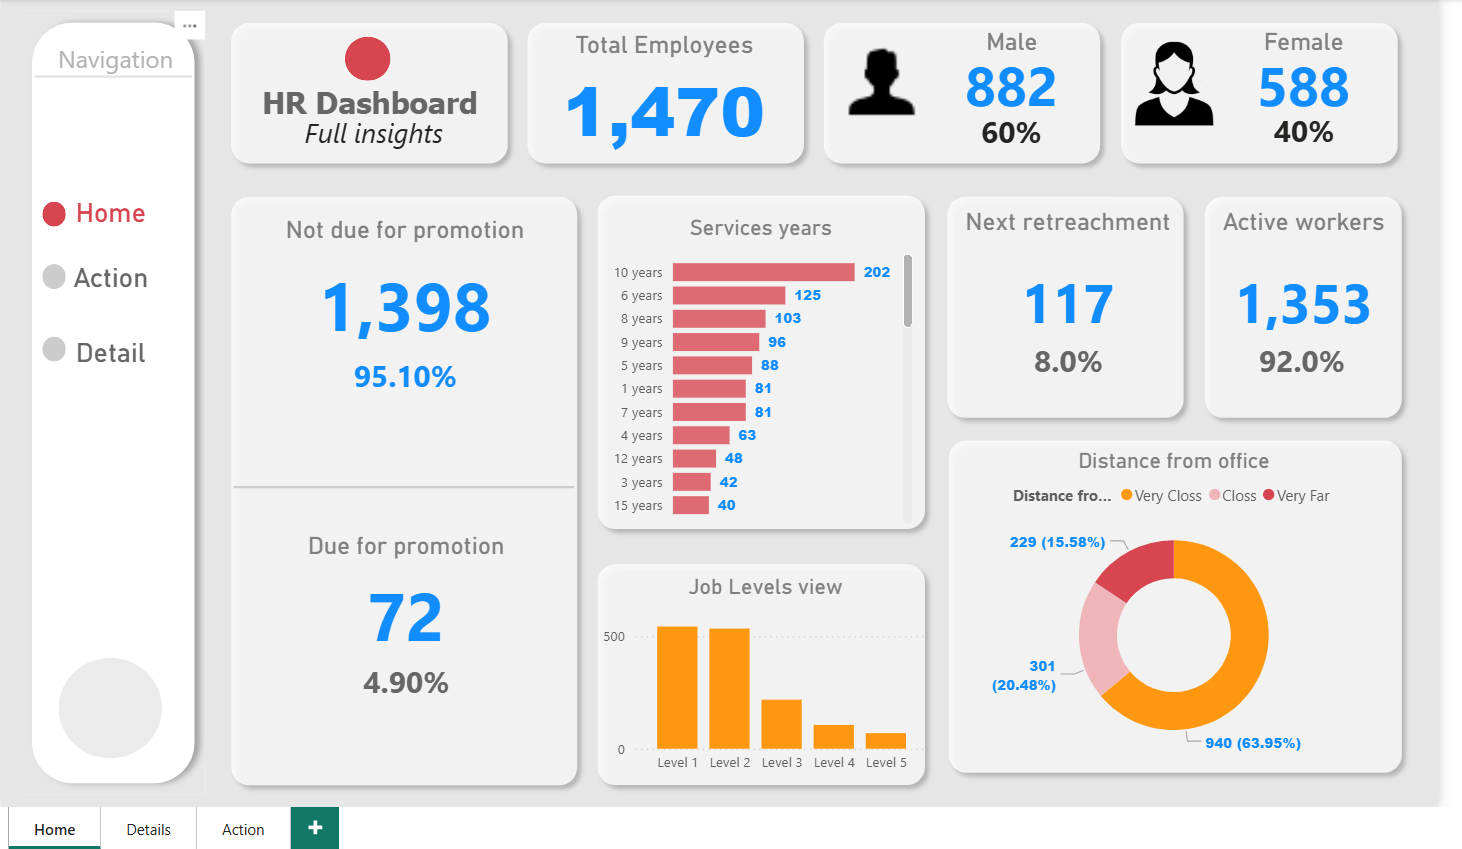 Navigation
Home
Action
Detail
HR Dashboard
Full insights
Total Employees
1,470
Male
882
60%
Female
588
40%
Not due for promotion
1,398
95.10%
Due for promotion
72
4.90%
Services years
10 years 202
6 years 125
8 years 103
9 years 96
5 years 88
1 years 81
7 years 81
4 years 63
12 years 48
3 years 42
15 years 40
Job Levels view
500
0
Level 1 Level 2 Level 3 Level 4 Level 5
Next retreachment
117
8.0%
Active workers
1,353
92.0%
Distance from office
Distance fro... Very Closs Closs Very Far
229 (15.58%)
301
(20.48%)
940 (63.95%)
Home Details Action +